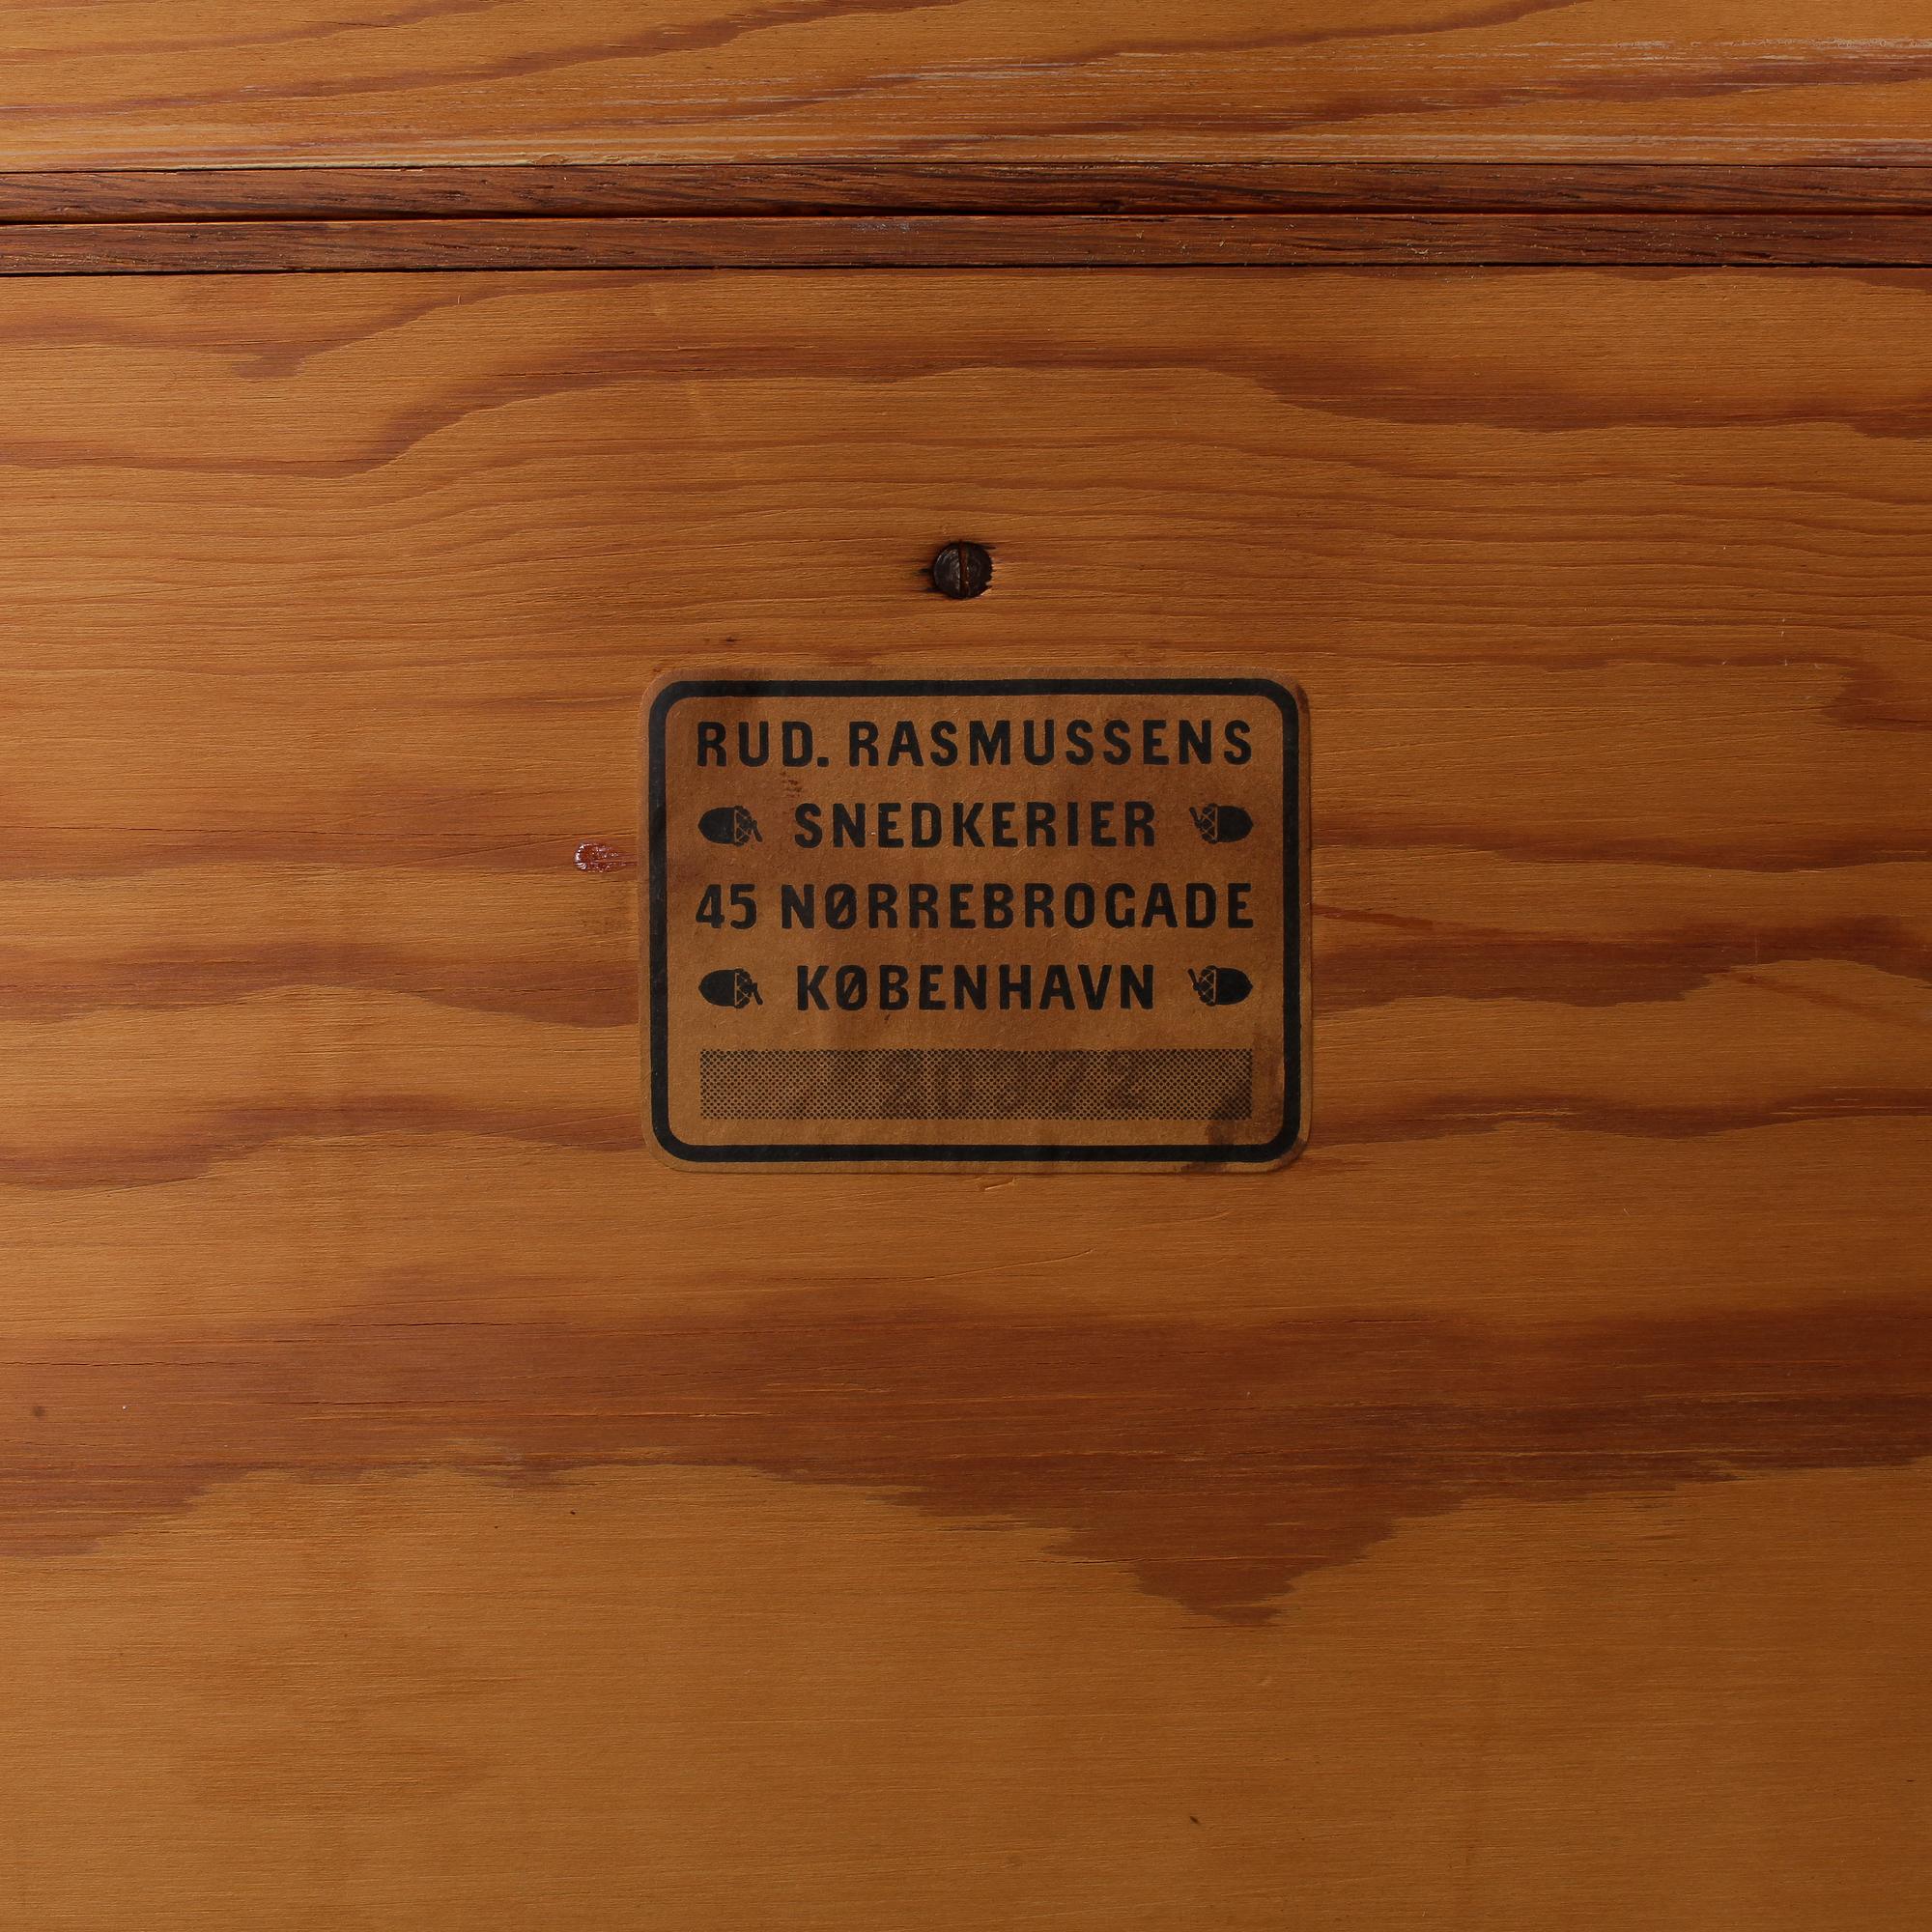 RUD. RASMUSSENS
SNEDKERIER
45 NØRREBROGADE
KØBENHAVN